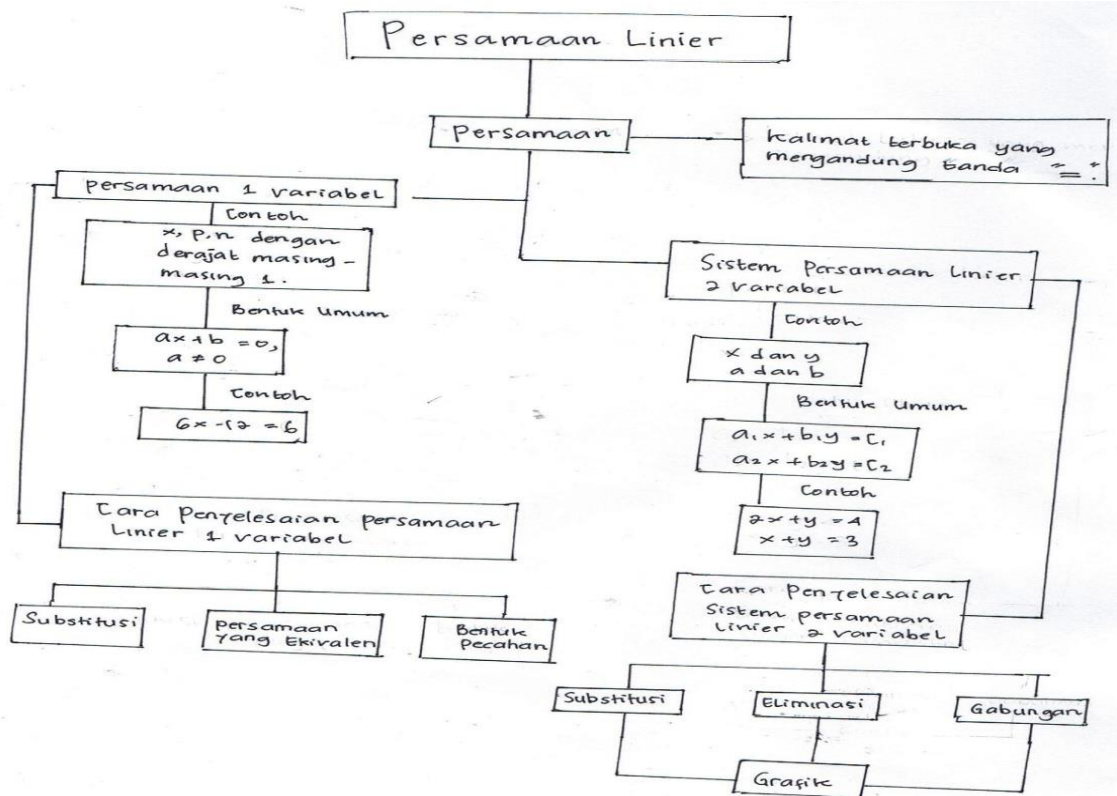 Persamaan Linier
Persamaan
Kalimat terbuka yang
mengandung tanda "=".
persamaan 1 variabel
Contoh
x, p, n dengan
derajat masing-
masing 1.
Bentuk Umum
ax+b =0,
a ≠ 0
Contoh
6x -12 = 6
Cara Penyelesaian persamaan
Linier 1 variabel
Substitusi
persamaan
yang Ekivalen
Bentuk
Pecahan
Sistem Persamaan Linier
2 variabel
Contoh
x dan y
a dan b
Bentuk Umum
a₁x + b₁y = C₁
a₂x + b₂y = C₂
Contoh
2x + y = 4
x + y = 3
Cara Penyelesaian
Sistem persamaan
Linier 2 variabel
Substitusi
Eliminasi
Gabungan
Grafik